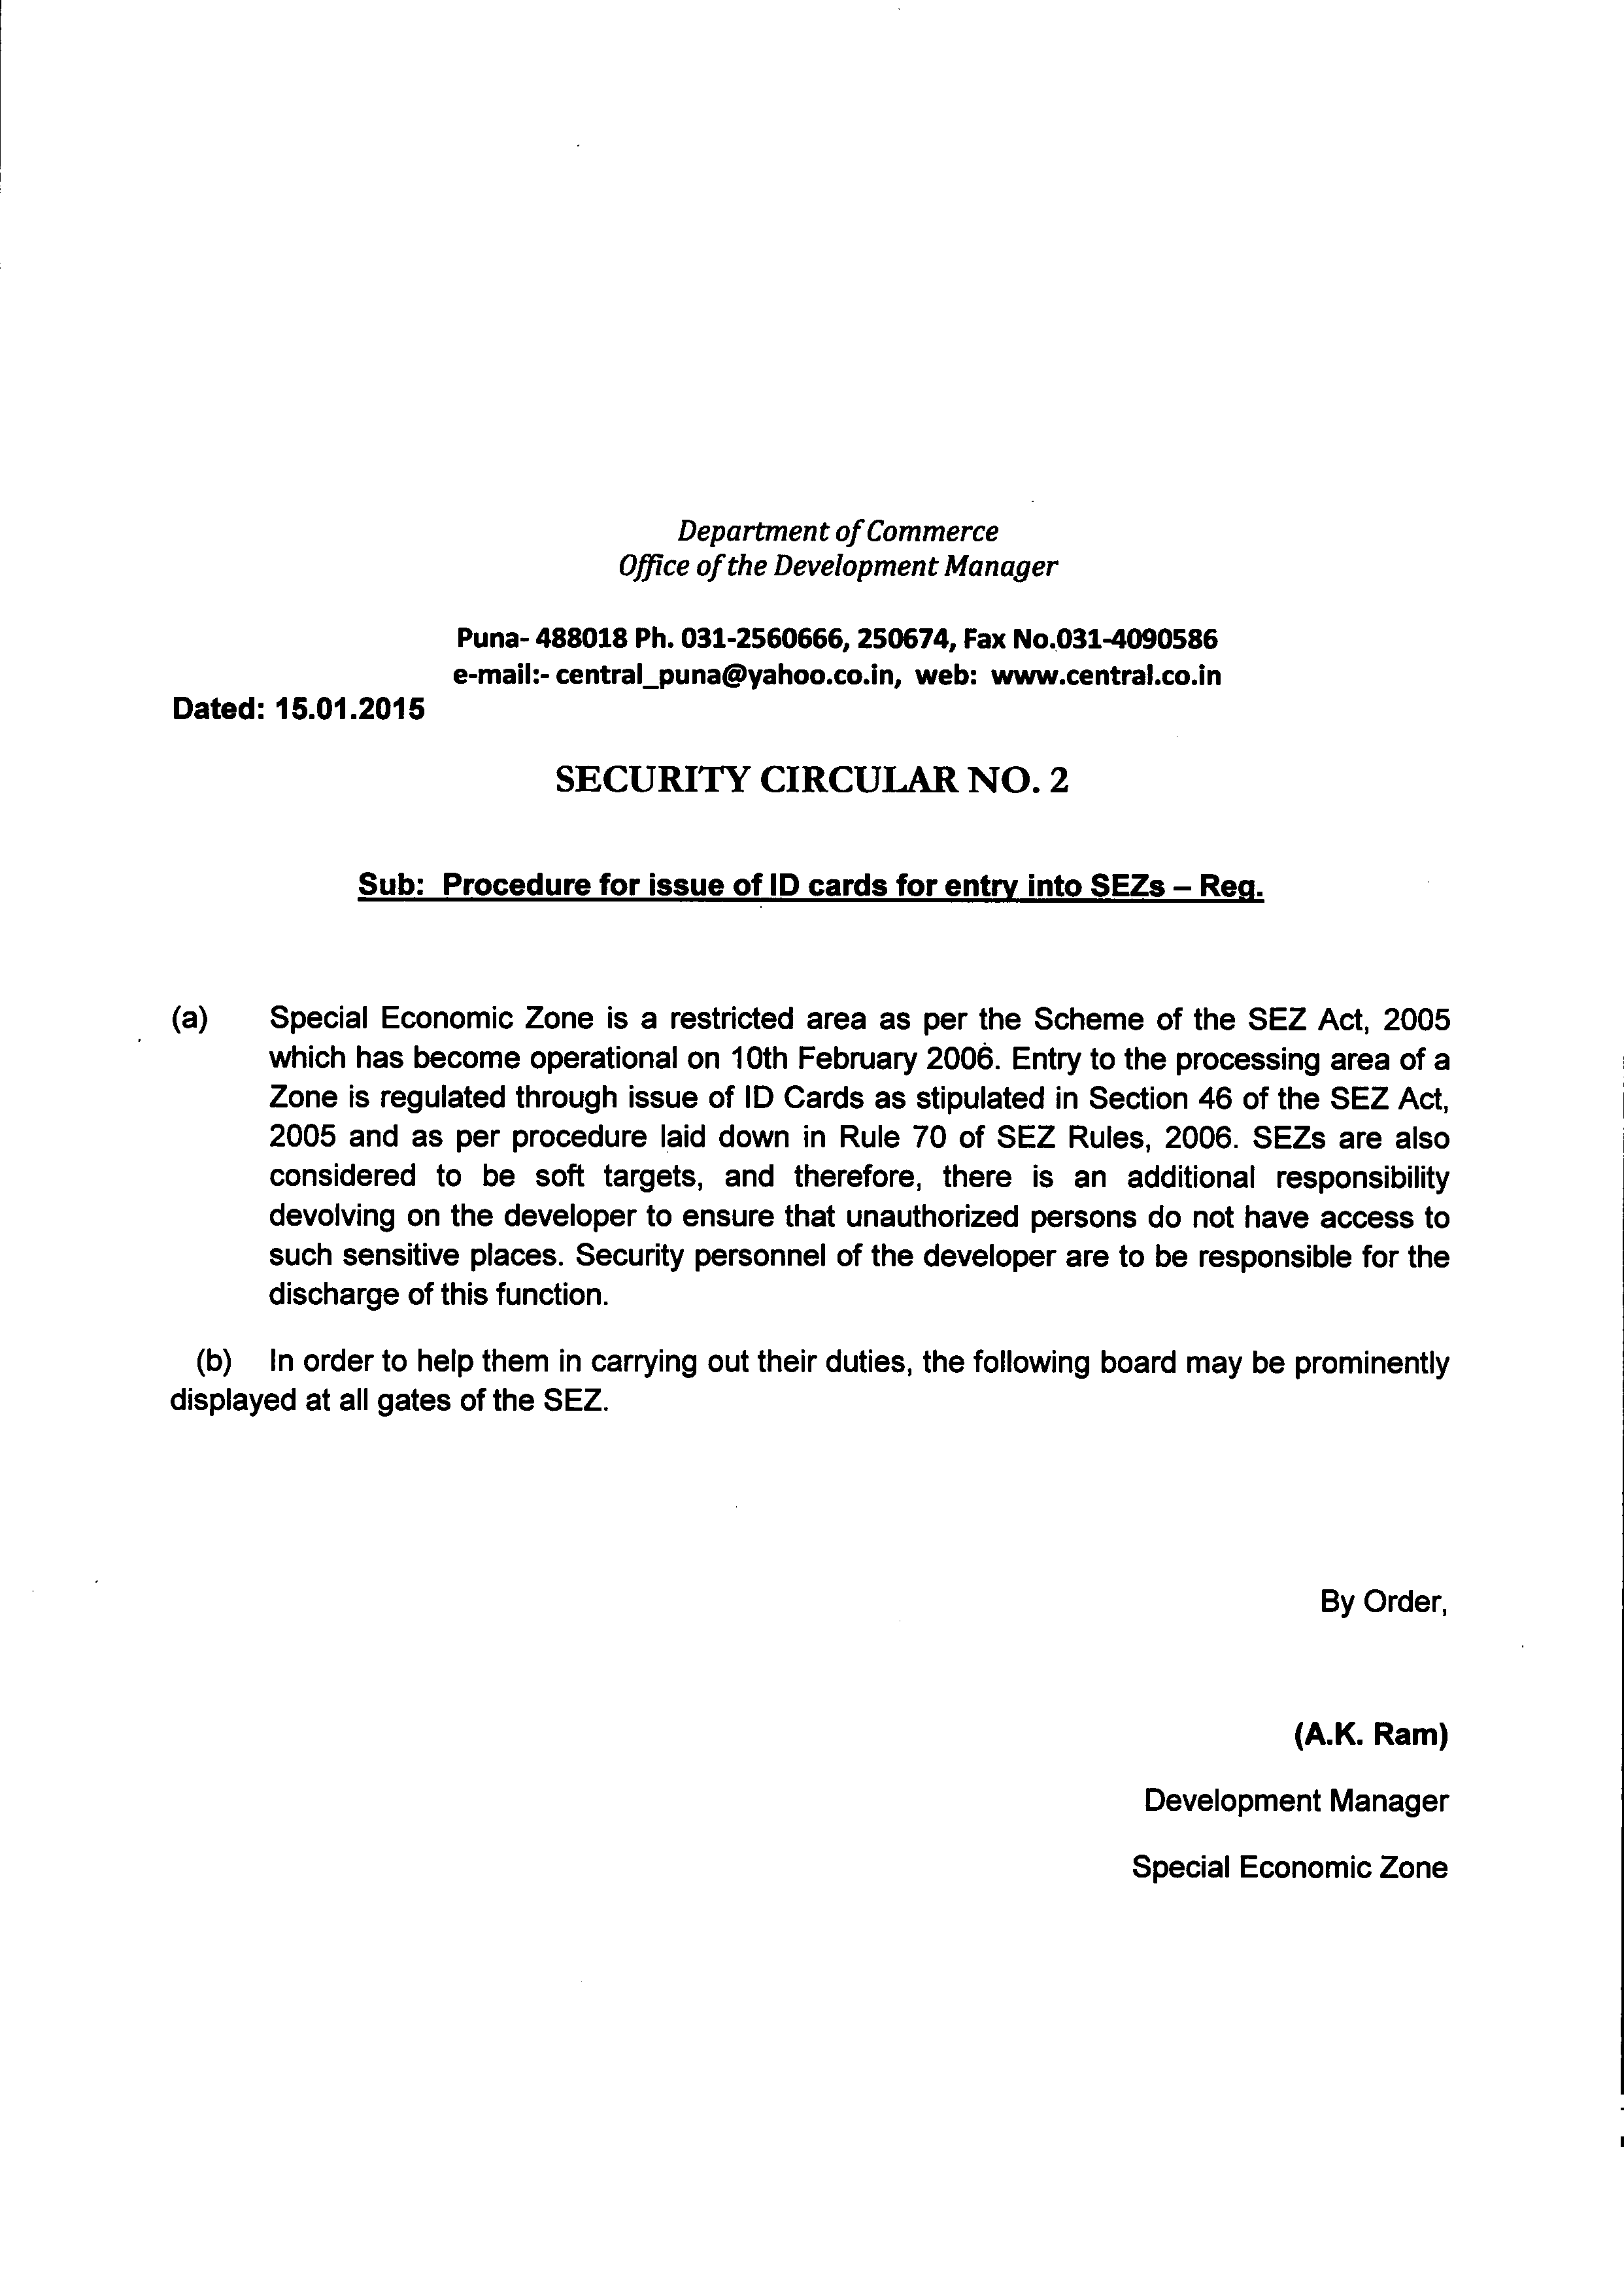 Department of Commerce
Office of the Development Manager
Puna- 488018 Ph. 031-2560666, 250674, Fax No.031-4090586
e-mail:- central_puna@yahoo.co.in, web: www.central.co.in
Dated: 15.01.2015
SECURITY CIRCULAR NO. 2
Sub: Procedure for issue of ID cards for entry into SEZs – Reg.
(a) Special Economic Zone is a restricted area as per the Scheme of the SEZ Act, 2005
which has become operational on 10th February 2006. Entry to the processing area of a
Zone is regulated through issue of ID Cards as stipulated in Section 46 of the SEZ Act,
2005 and as per procedure laid down in Rule 70 of SEZ Rules, 2006. SEZs are also
considered to be soft targets, and therefore, there is an additional responsibility
devolving on the developer to ensure that unauthorized persons do not have access to
such sensitive places. Security personnel of the developer are to be responsible for the
discharge of this function.
(b) In order to help them in carrying out their duties, the following board may be prominently
displayed at all gates of the SEZ.
By Order,
(A.K. Ram)
Development Manager
Special Economic Zone